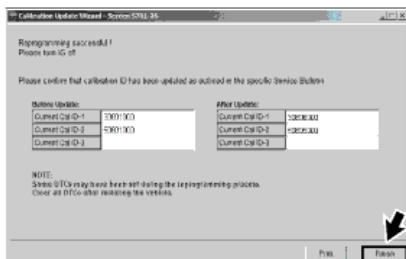 Calibration Update Wizard - Screen S701-36
Reprogramming successful !
Please turn IG off
Please confirm that calibration ID has been updated as outlined in the specific Service Bulletin
Before Update:
After Update:
Current Cal ID-1
Current Cal ID-1
Current Cal ID-2
Current Cal ID-2
Current Cal ID-3
Current Cal ID-3
NOTE:
Some DTCs may have been set during the reprogramming process.
Clear all DTCs after restarting the vehicle.
Print
Finish